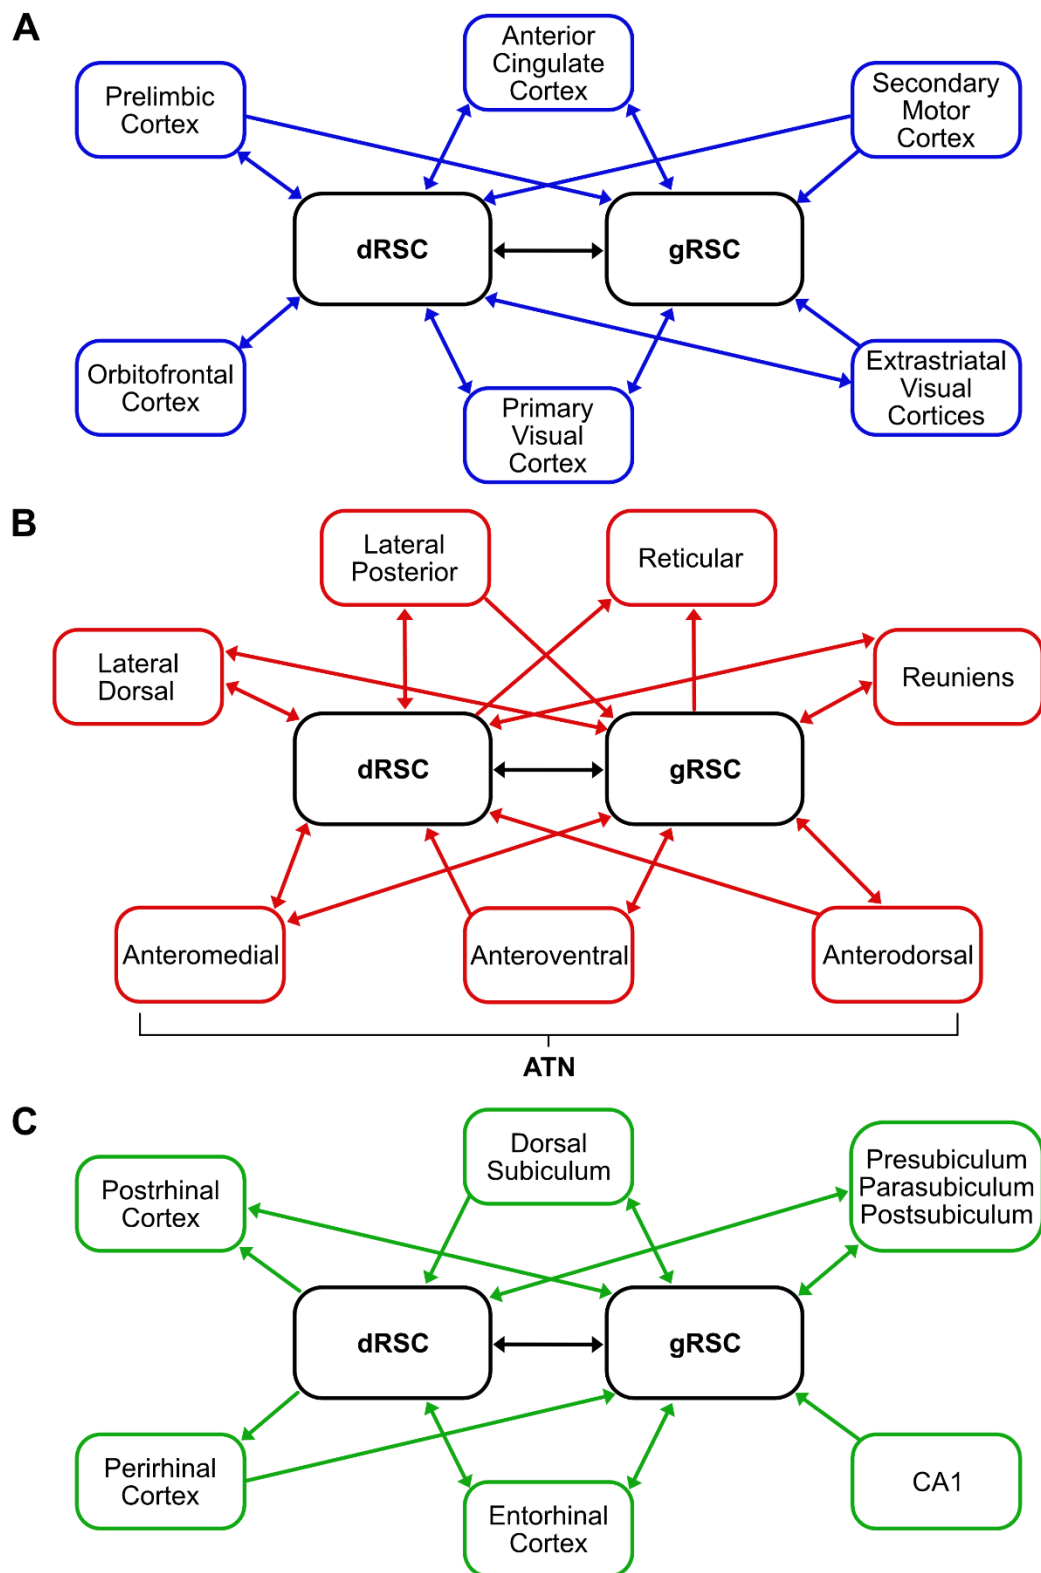 A
Prelimbic
Cortex
Anterior
Cingulate
Cortex
Secondary
Motor
Cortex
dRSC
gRSC
Orbitofrontal
Cortex
Primary
Visual
Cortex
Extrastriatal
Visual
Cortices
B
Lateral
Posterior
Reticular
Lateral
Dorsal
Reuniens
dRSC
gRSC
Anteromedial
Anteroventral
Anterodorsal
ATN
C
Postrhinal
Cortex
Dorsal
Subiculum
Presubiculum
Parasubiculum
Postsubiculum
dRSC
gRSC
Perirhinal
Cortex
Entorhinal
Cortex
CA1